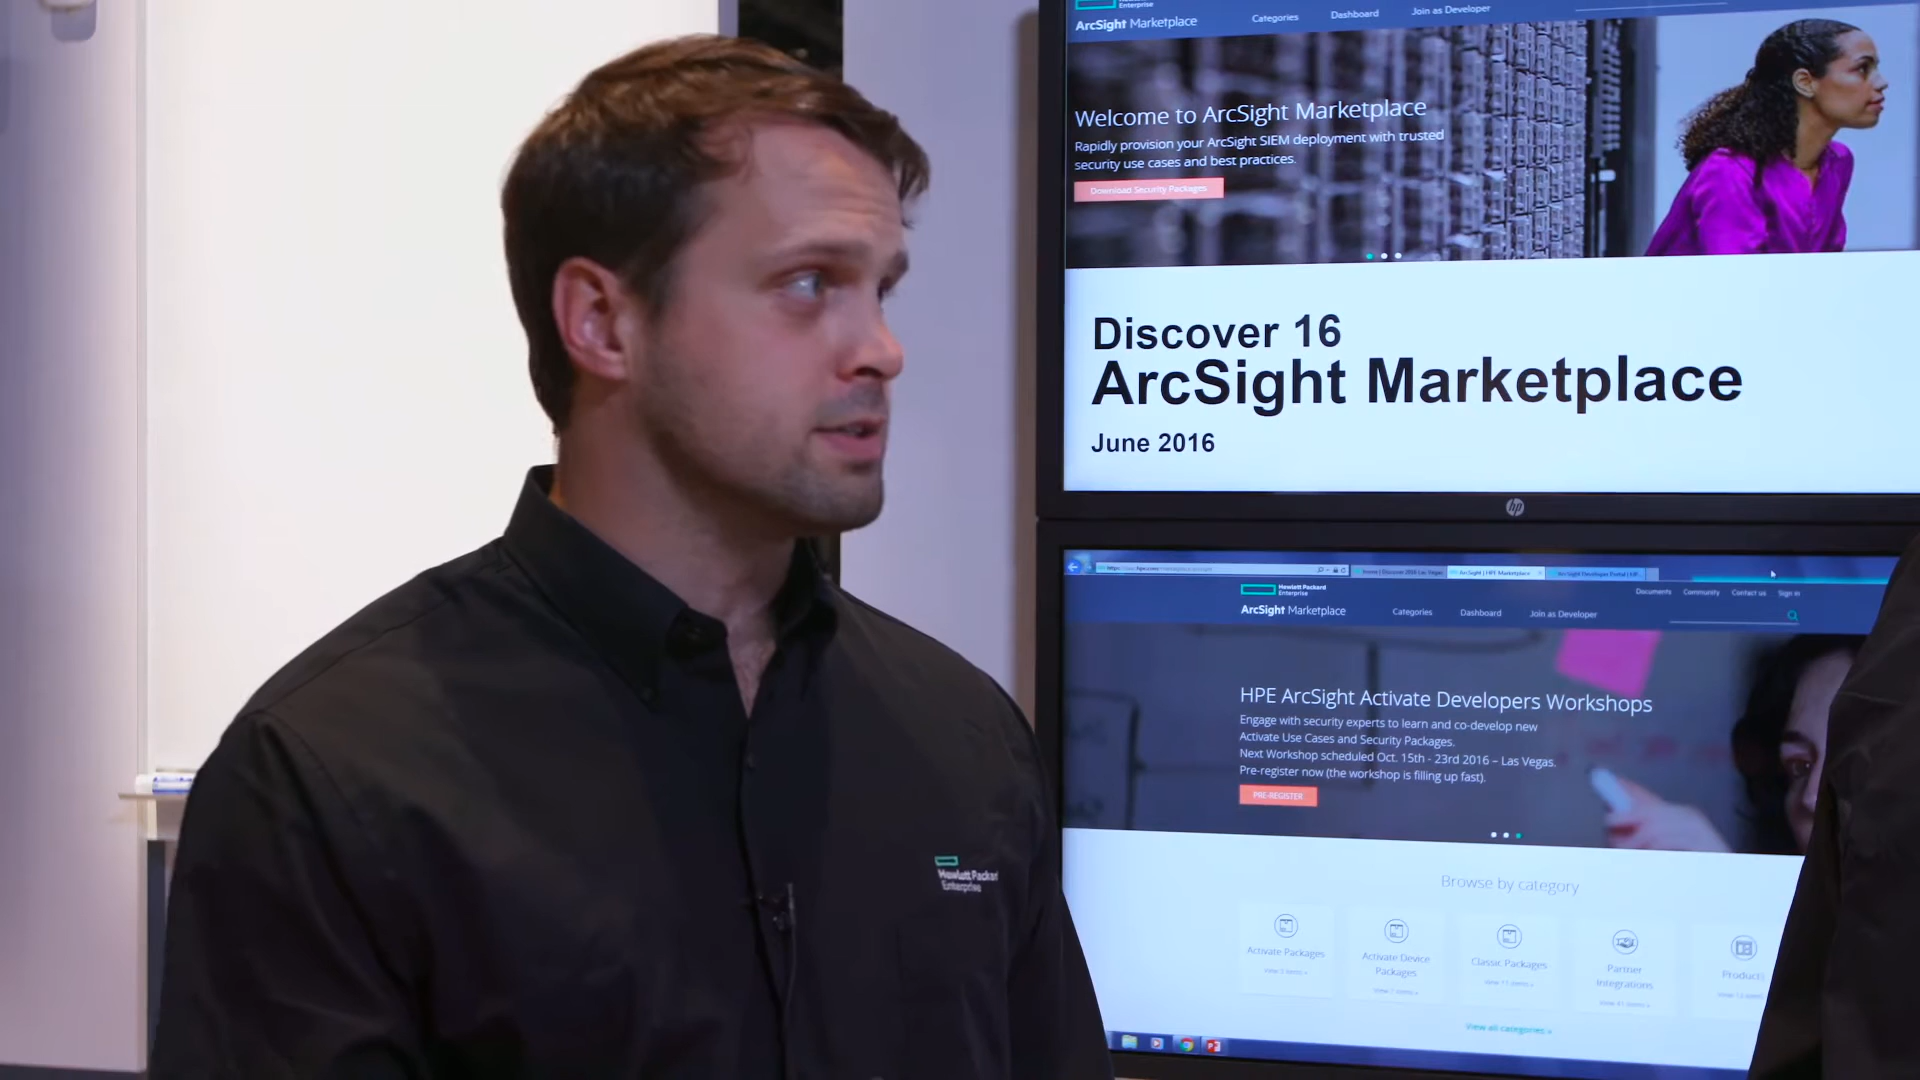 Enterprise
ArcSight Marketplace
Categories
Dashboard
Join as Developer
Welcome to ArcSight Marketplace
Rapidly provision your ArcSight SIEM deployment with trusted
security use cases and best practices.
Download Security Packages
Discover 16
ArcSight Marketplace
June 2016
hp
Hewlett Packard
Enterprise
Documents
Community
Contact us
Sign in
ArcSight Marketplace
Categories
Dashboard
Join as Developer
HPE ArcSight Activate Developers Workshops
Engage with security experts to learn and co-develop new
Activate Use Cases and Security Packages.
Next Workshop scheduled Oct. 15th - 23rd 2016 – Las Vegas.
Pre-register now (the workshop is filling up fast).
PRE-REGISTER
Browse by category
Activate Packages
Activate Device
Packages
Classic Packages
Partner
Integrations
View all categories »
Hewlett Packard
Enterprise